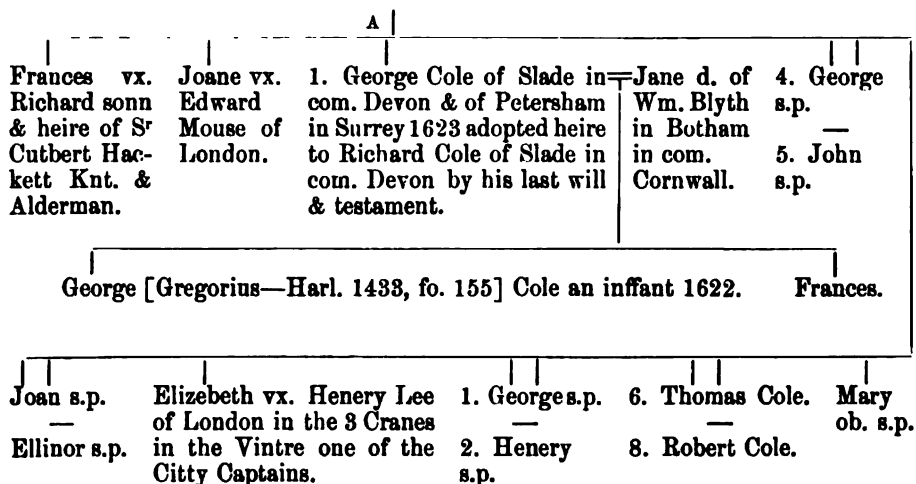 A
Frances vx.
Richard sonn
& heire of Sʳ
Cutbert Hac-
kett Knt. &
Alderman.
Joane vx.
Edward
Mouse of
London.
1. George Cole of Slade in
com. Devon & of Petersham
in Surrey 1623 adopted heire
to Richard Cole of Slade in
com. Devon by his last will
& testament.
Jane d. of
Wm. Blyth
in Botham
in com.
Cornwall.
4. George
s.p.
—
5. John
s.p.
George [Gregorius—Harl. 1433, fo. 155] Cole an inffant 1622.
Frances.
Joan s.p.
—
Ellinor s.p.
Elizebeth vx. Henery Lee
of London in the 3 Cranes
in the Vintre one of the
Citty Captains.
1. George s.p.
—
2. Henery
s.p.
6. Thomas Cole.
—
8. Robert Cole.
Mary
ob. s.p.